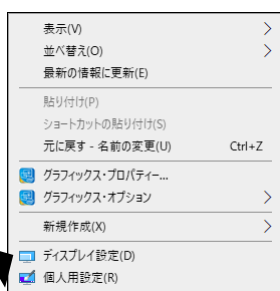 表示(V)
並べ替え(O)
最新の情報に更新(E)
貼り付け(P)
ショートカットの貼り付け(S)
元に戻す - 名前の変更(U) Ctrl+Z
グラフィックス・プロパティー...
グラフィックス・オプション
新規作成(X)
ディスプレイ設定(D)
個人用設定(R)